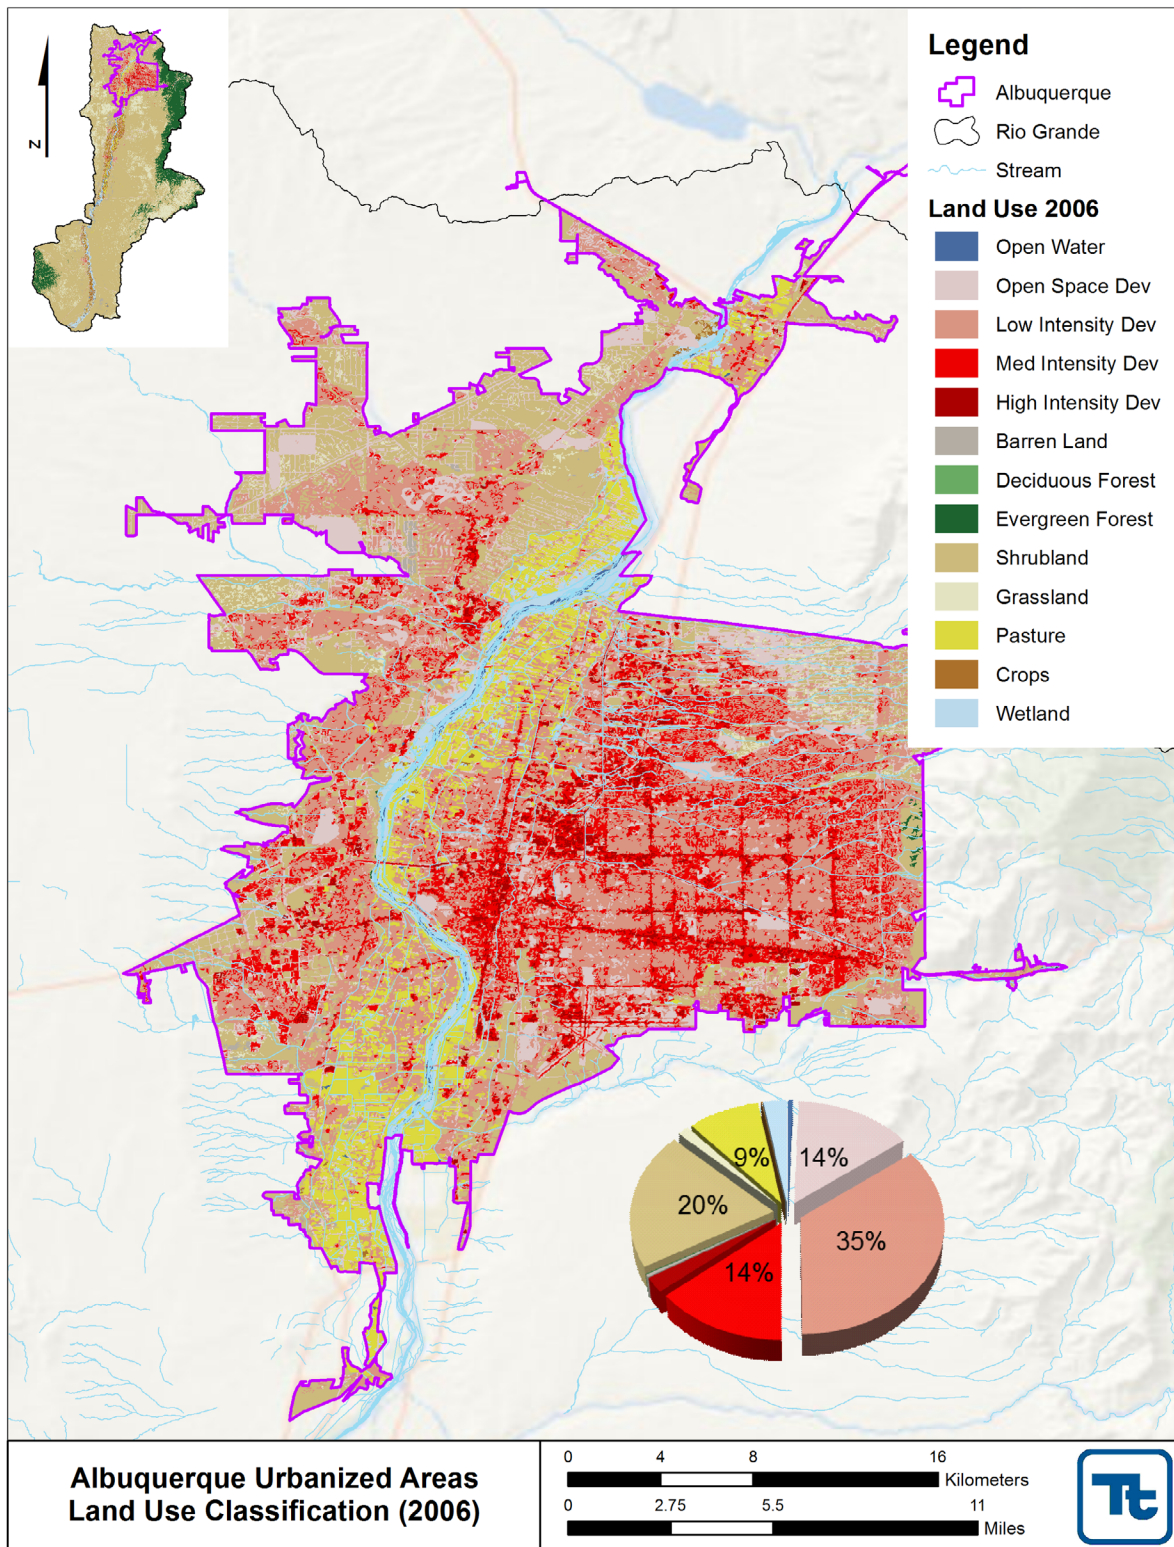 Z
Legend
Albuquerque
Rio Grande
Stream
Land Use 2006
Open Water
Open Space Dev
Low Intensity Dev
Med Intensity Dev
High Intensity Dev
Barren Land
Deciduous Forest
Evergreen Forest
Shrubland
Grassland
Pasture
Crops
Wetland
9%
14%
20%
35%
14%
Albuquerque Urbanized Areas
Land Use Classification (2006)
0 4 8 16
Kilometers
0 2.75 5.5 11
Miles
Tt